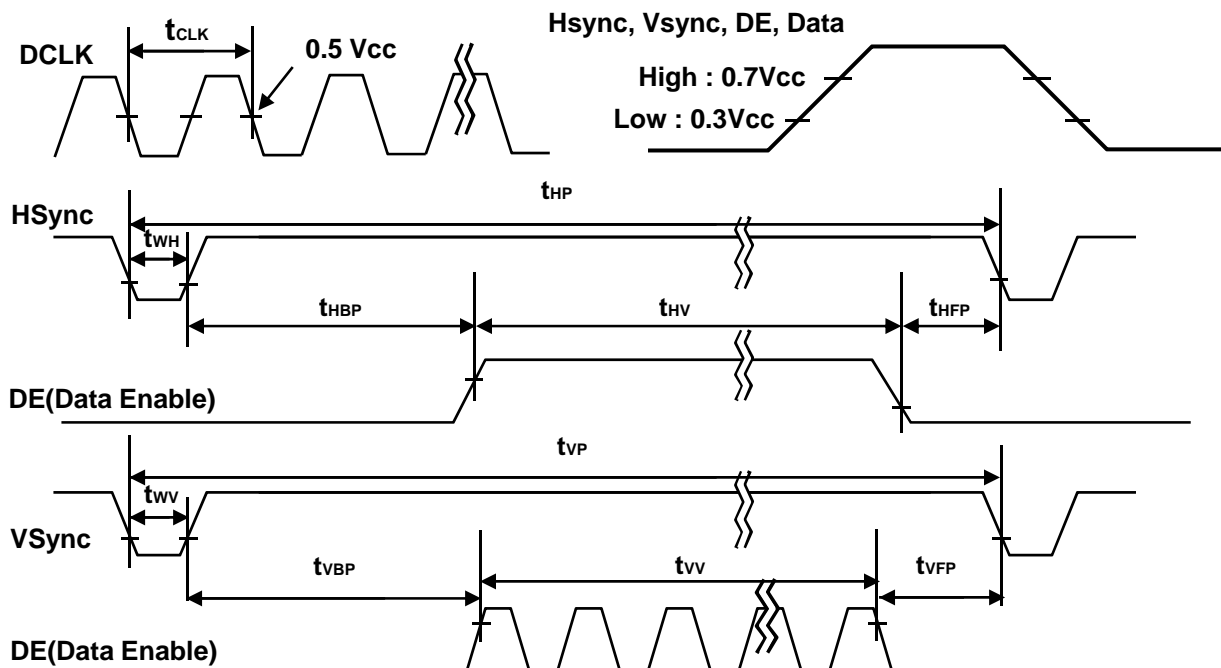 tCLK
Hsync, Vsync, DE, Data
DCLK
0.5 Vcc
High : 0.7Vcc
Low : 0.3Vcc
tHP
HSync
tWH
tHBP
tHV
tHFP
DE(Data Enable)
tVP
tWV
VSync
tVBP
tVV
tVFP
DE(Data Enable)